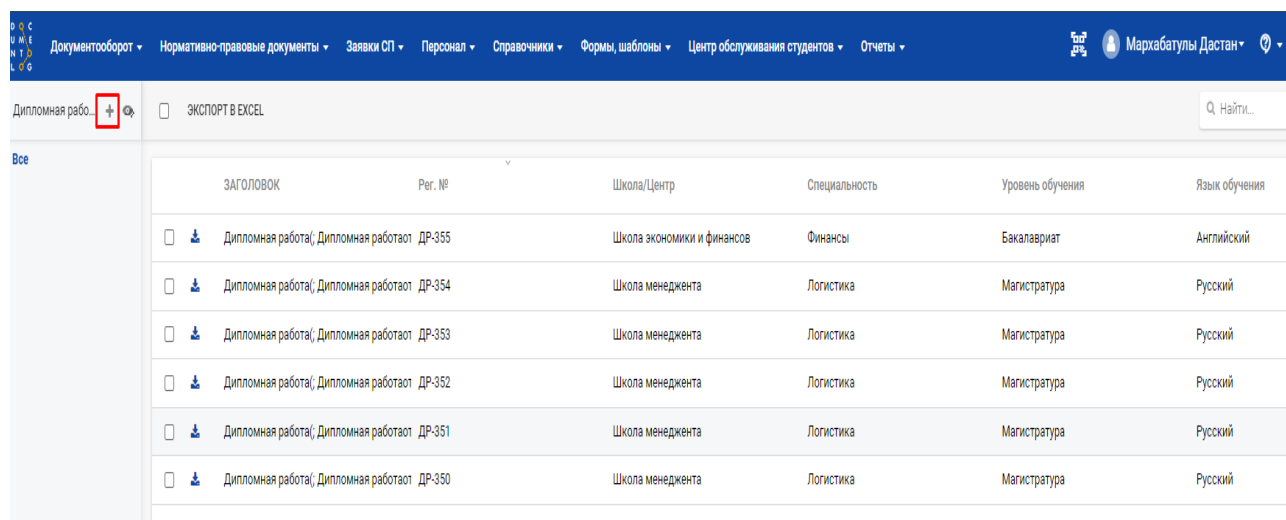 DOC
UME
NTO
LOG
Документооборот Нормативно-правовые документы Заявки СП Персонал Справочники Формы, шаблоны Центр обслуживания студентов Отчеты Мархабатулы Дастан
Дипломная рабо... + ЭКСПОРТ В EXCEL Найти...
Все
ЗАГОЛОВОК Рег. № Школа/Центр Специальность Уровень обучения Язык обучения
Дипломная работа(; Дипломная работаот ДР-355 Школа экономики и финансов Финансы Бакалавриат Английский
Дипломная работа(; Дипломная работаот ДР-354 Школа менеджента Логистика Магистратура Русский
Дипломная работа(; Дипломная работаот ДР-353 Школа менеджента Логистика Магистратура Русский
Дипломная работа(; Дипломная работаот ДР-352 Школа менеджента Логистика Магистратура Русский
Дипломная работа(; Дипломная работаот ДР-351 Школа менеджента Логистика Магистратура Русский
Дипломная работа(; Дипломная работаот ДР-350 Школа менеджента Логистика Магистратура Русский